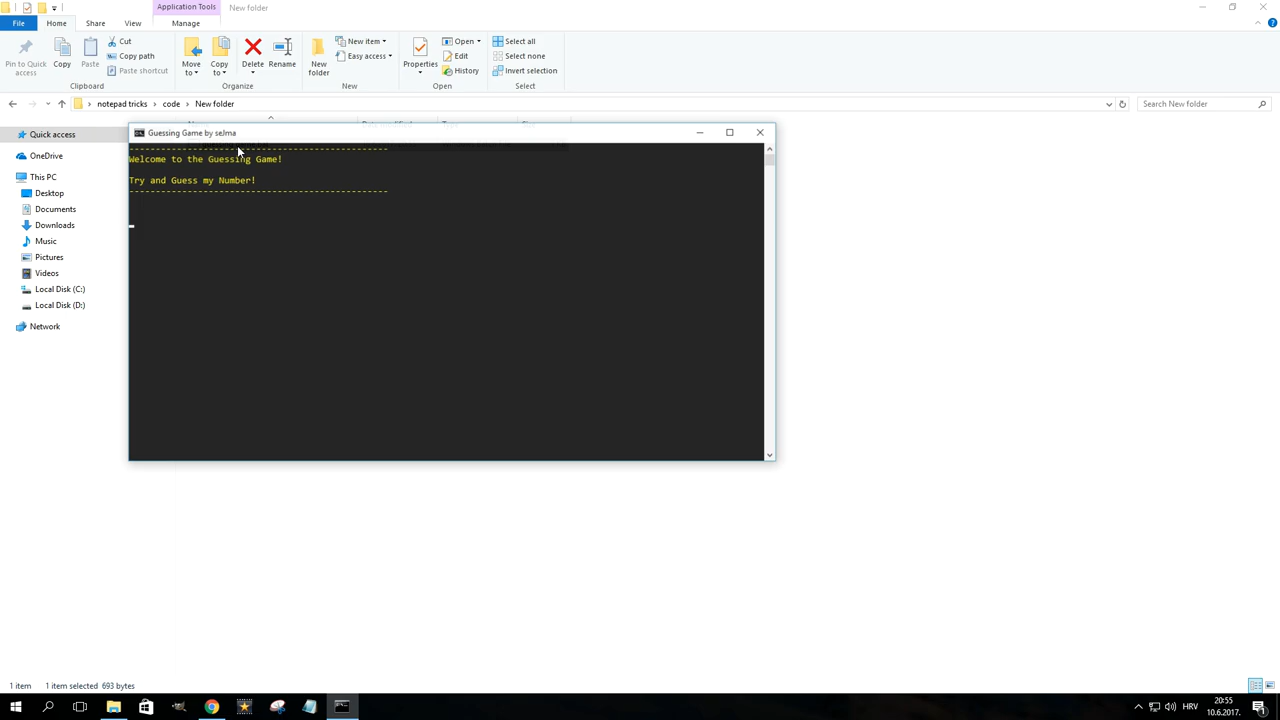 Application Tools New folder
File Home Share View Manage
Pin to Quick access
Copy
Paste
Cut
Copy path
Paste shortcut
Move to
Copy to
Delete
Rename
New folder
New item
Easy access
Properties
Open
Edit
History
Select all
Select none
Invert selection
Clipboard Organize New Open Select
notepad tricks › code › New folder
Search New folder
Quick access
OneDrive
This PC
Desktop
Documents
Downloads
Music
Pictures
Videos
Local Disk (C:)
Local Disk (D:)
Network
Guessing Game by seJma
-------------------------------------------------
Welcome to the Guessing Game!
Try and Guess my Number!
-------------------------------------------------
1 item 1 item selected 693 bytes
HRV
20:55
10.6.2017.